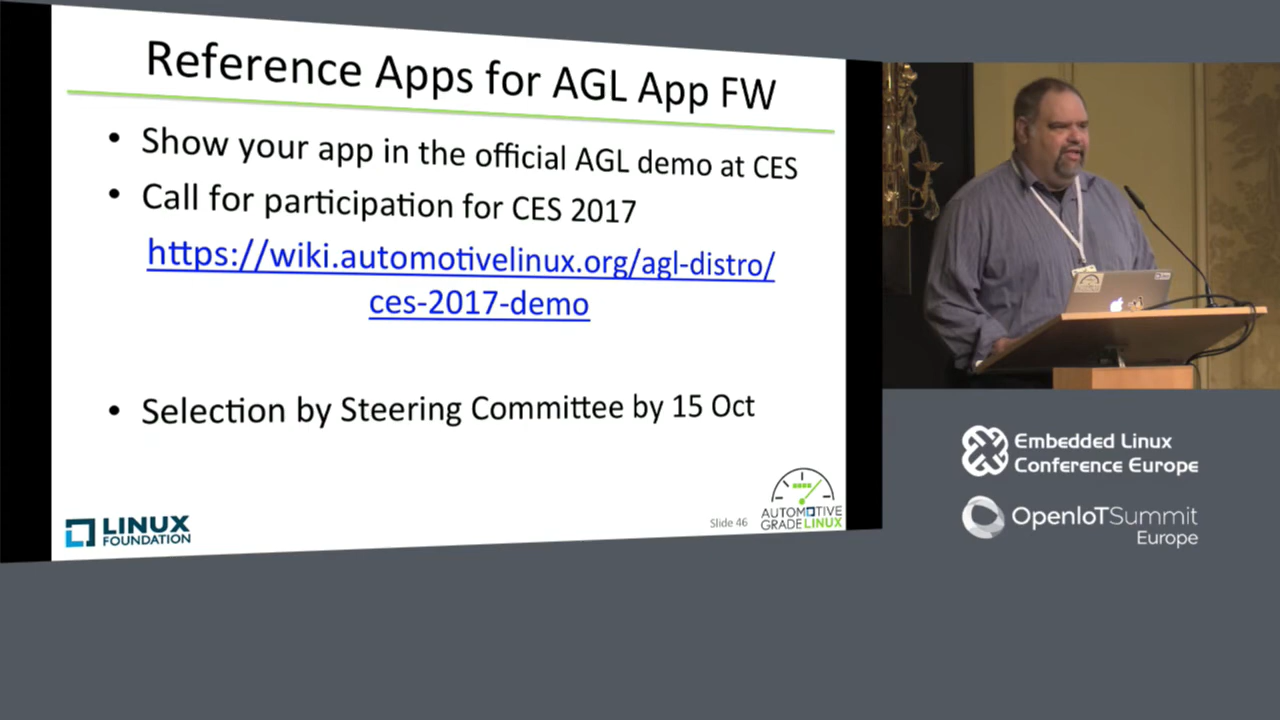 Reference Apps for AGL App FW
• Show your app in the official AGL demo at CES
• Call for participation for CES 2017
https://wiki.automotivelinux.org/agl-distro/
ces-2017-demo
• Selection by Steering Committee by 15 Oct
LINUX
FOUNDATION
Slide 46
AUTOMOTIVE
GRADE LINUX
Embedded Linux
Conference Europe
OpenIoTSummit
Europe